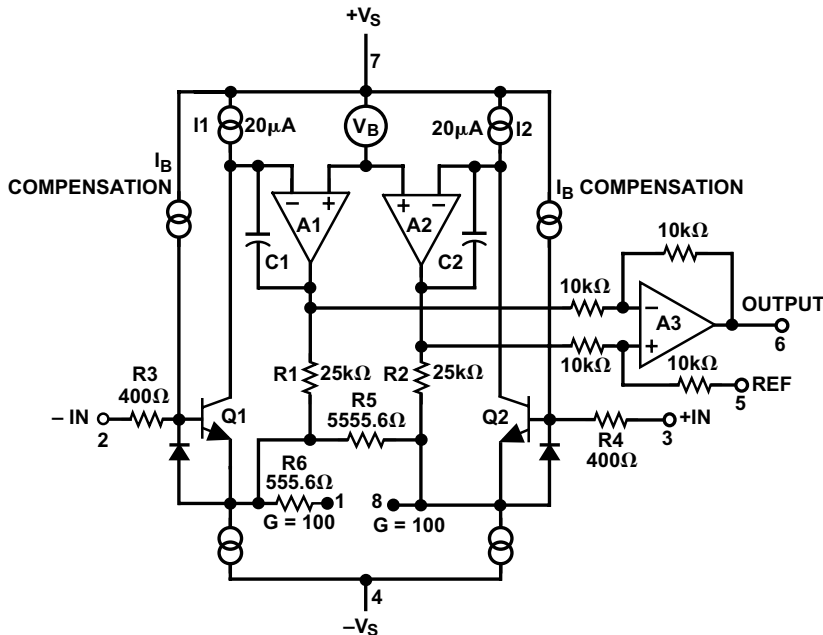 +VS
7
I1
20µA
VB
20µA
I2
IB
COMPENSATION
IB COMPENSATION
−
+
A1
+
−
A2
C1
C2
10kΩ
10kΩ
−
A3
+
OUTPUT
6
10kΩ
10kΩ
REF
5
R1
25kΩ
R2
25kΩ
R3
400Ω
− IN
2
Q1
R5
5555.6Ω
Q2
+IN
3
R4
400Ω
R6
555.6Ω
1
8
G = 100
G = 100
4
−VS